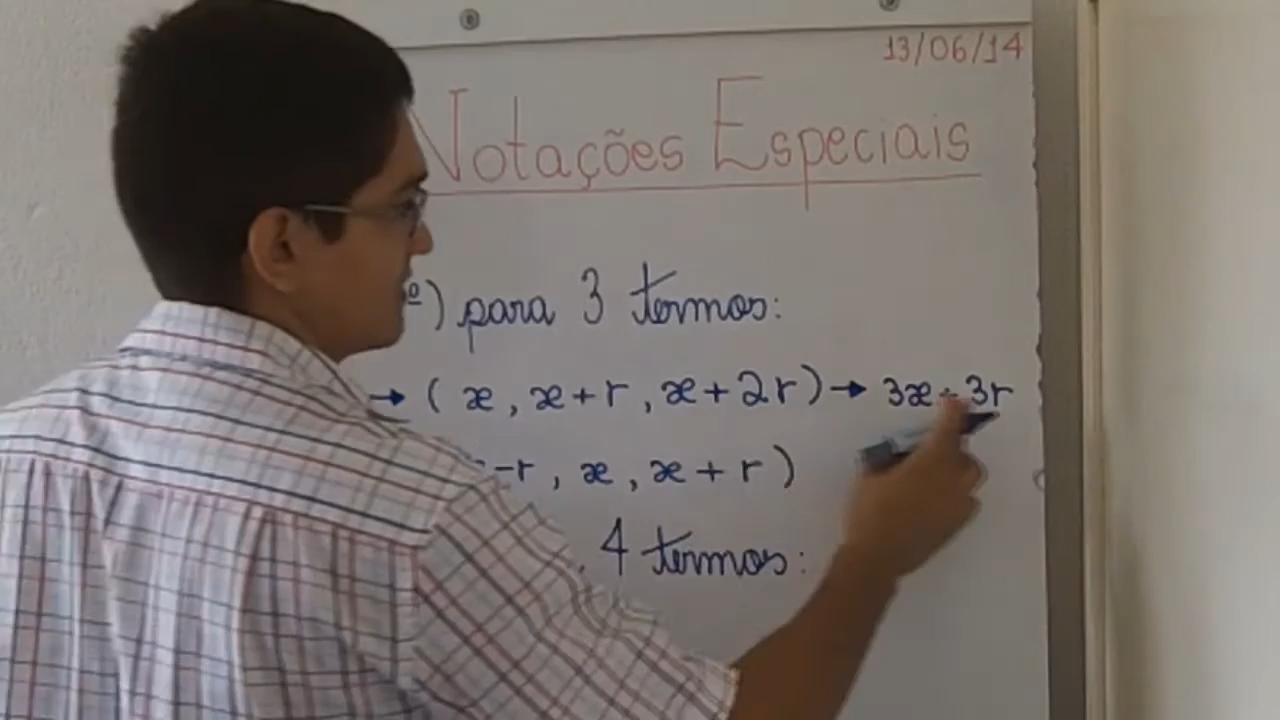 13/06/14
Notações Especiais
º) para 3 termos:
→ ( x , x + r , x + 2r ) → 3x + 3r
-r , x , x + r )
4 termos: